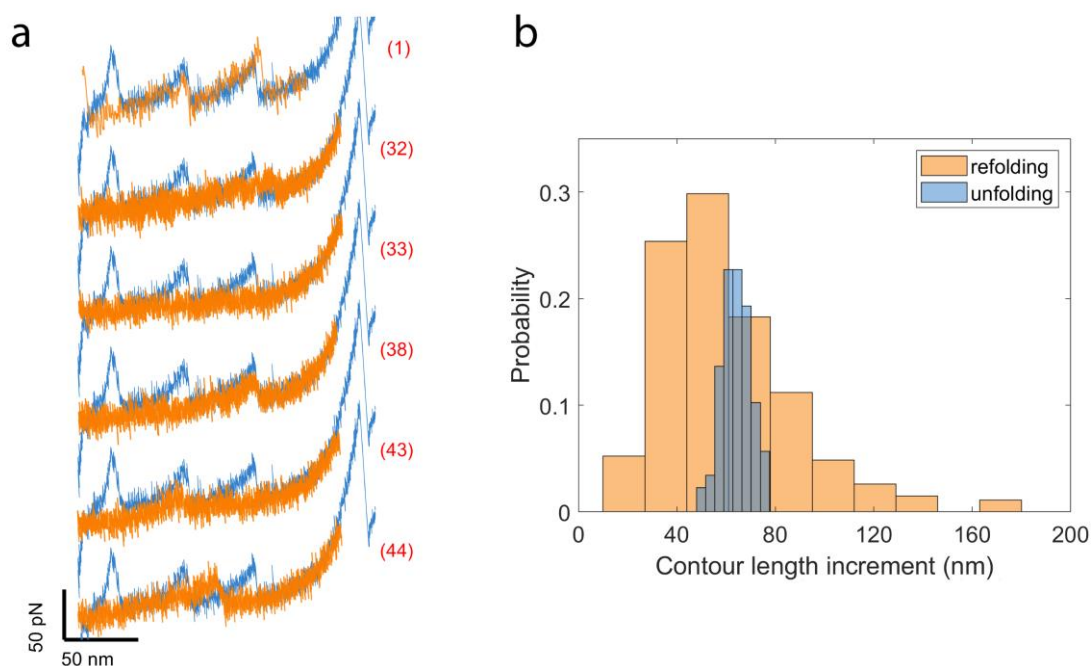 a
(1)
(32)
(33)
(38)
(43)
(44)
50 pN
50 nm
b
refolding
unfolding
Probability
0.3
0.2
0.1
0
0 40 80 120 160 200
Contour length increment (nm)